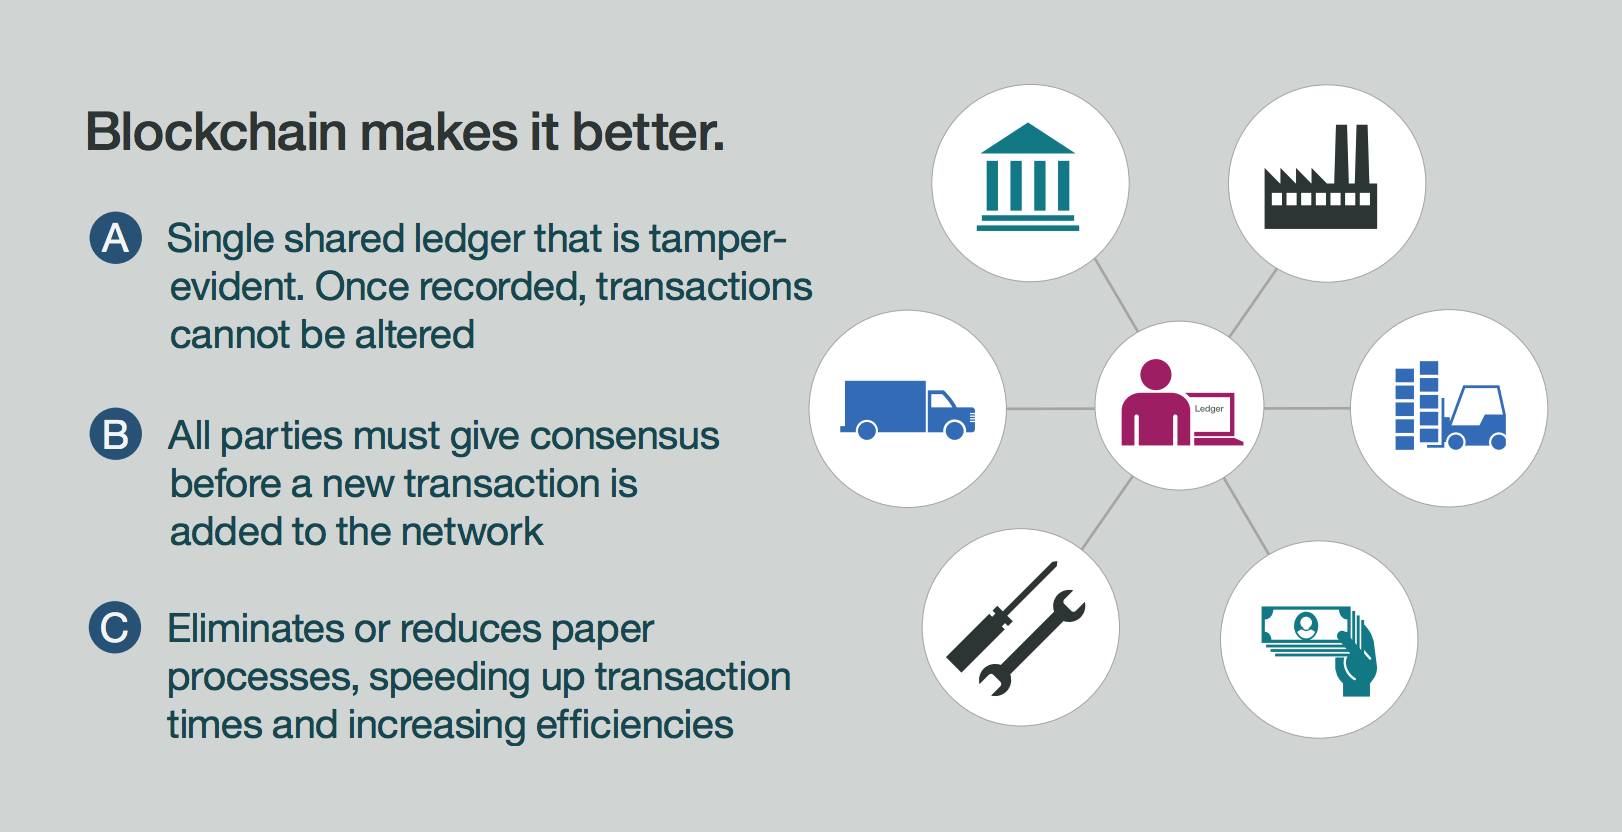 Blockchain makes it better.
A Single shared ledger that is tamper-
evident. Once recorded, transactions
cannot be altered
B All parties must give consensus
before a new transaction is
added to the network
C Eliminates or reduces paper
processes, speeding up transaction
times and increasing efficiencies
Ledger